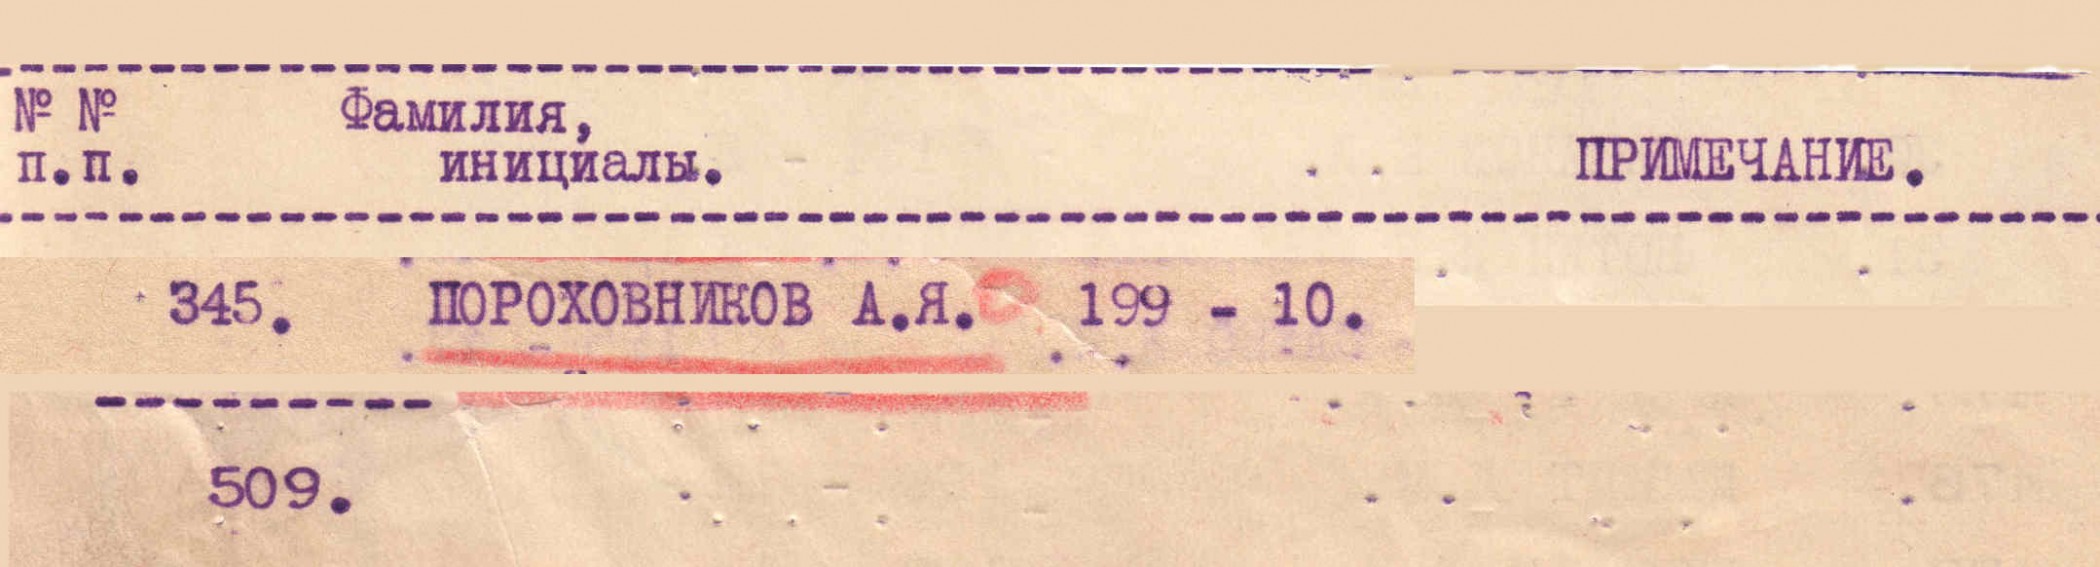 № № Фамилия,
п.п. инициалы. ПРИМЕЧАНИЕ.
345. ПОРОХОВНИКОВ А.Я. С 199 - 10.
509.